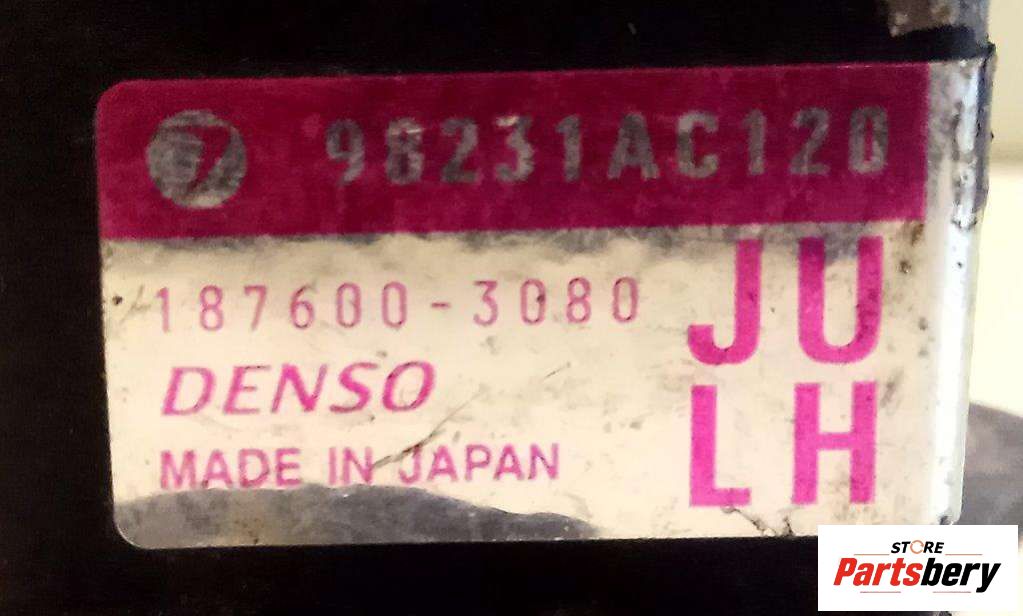 98231AC120
187600-3080
JU
DENSO
LH
MADE IN JAPAN
STORE
Partsbery